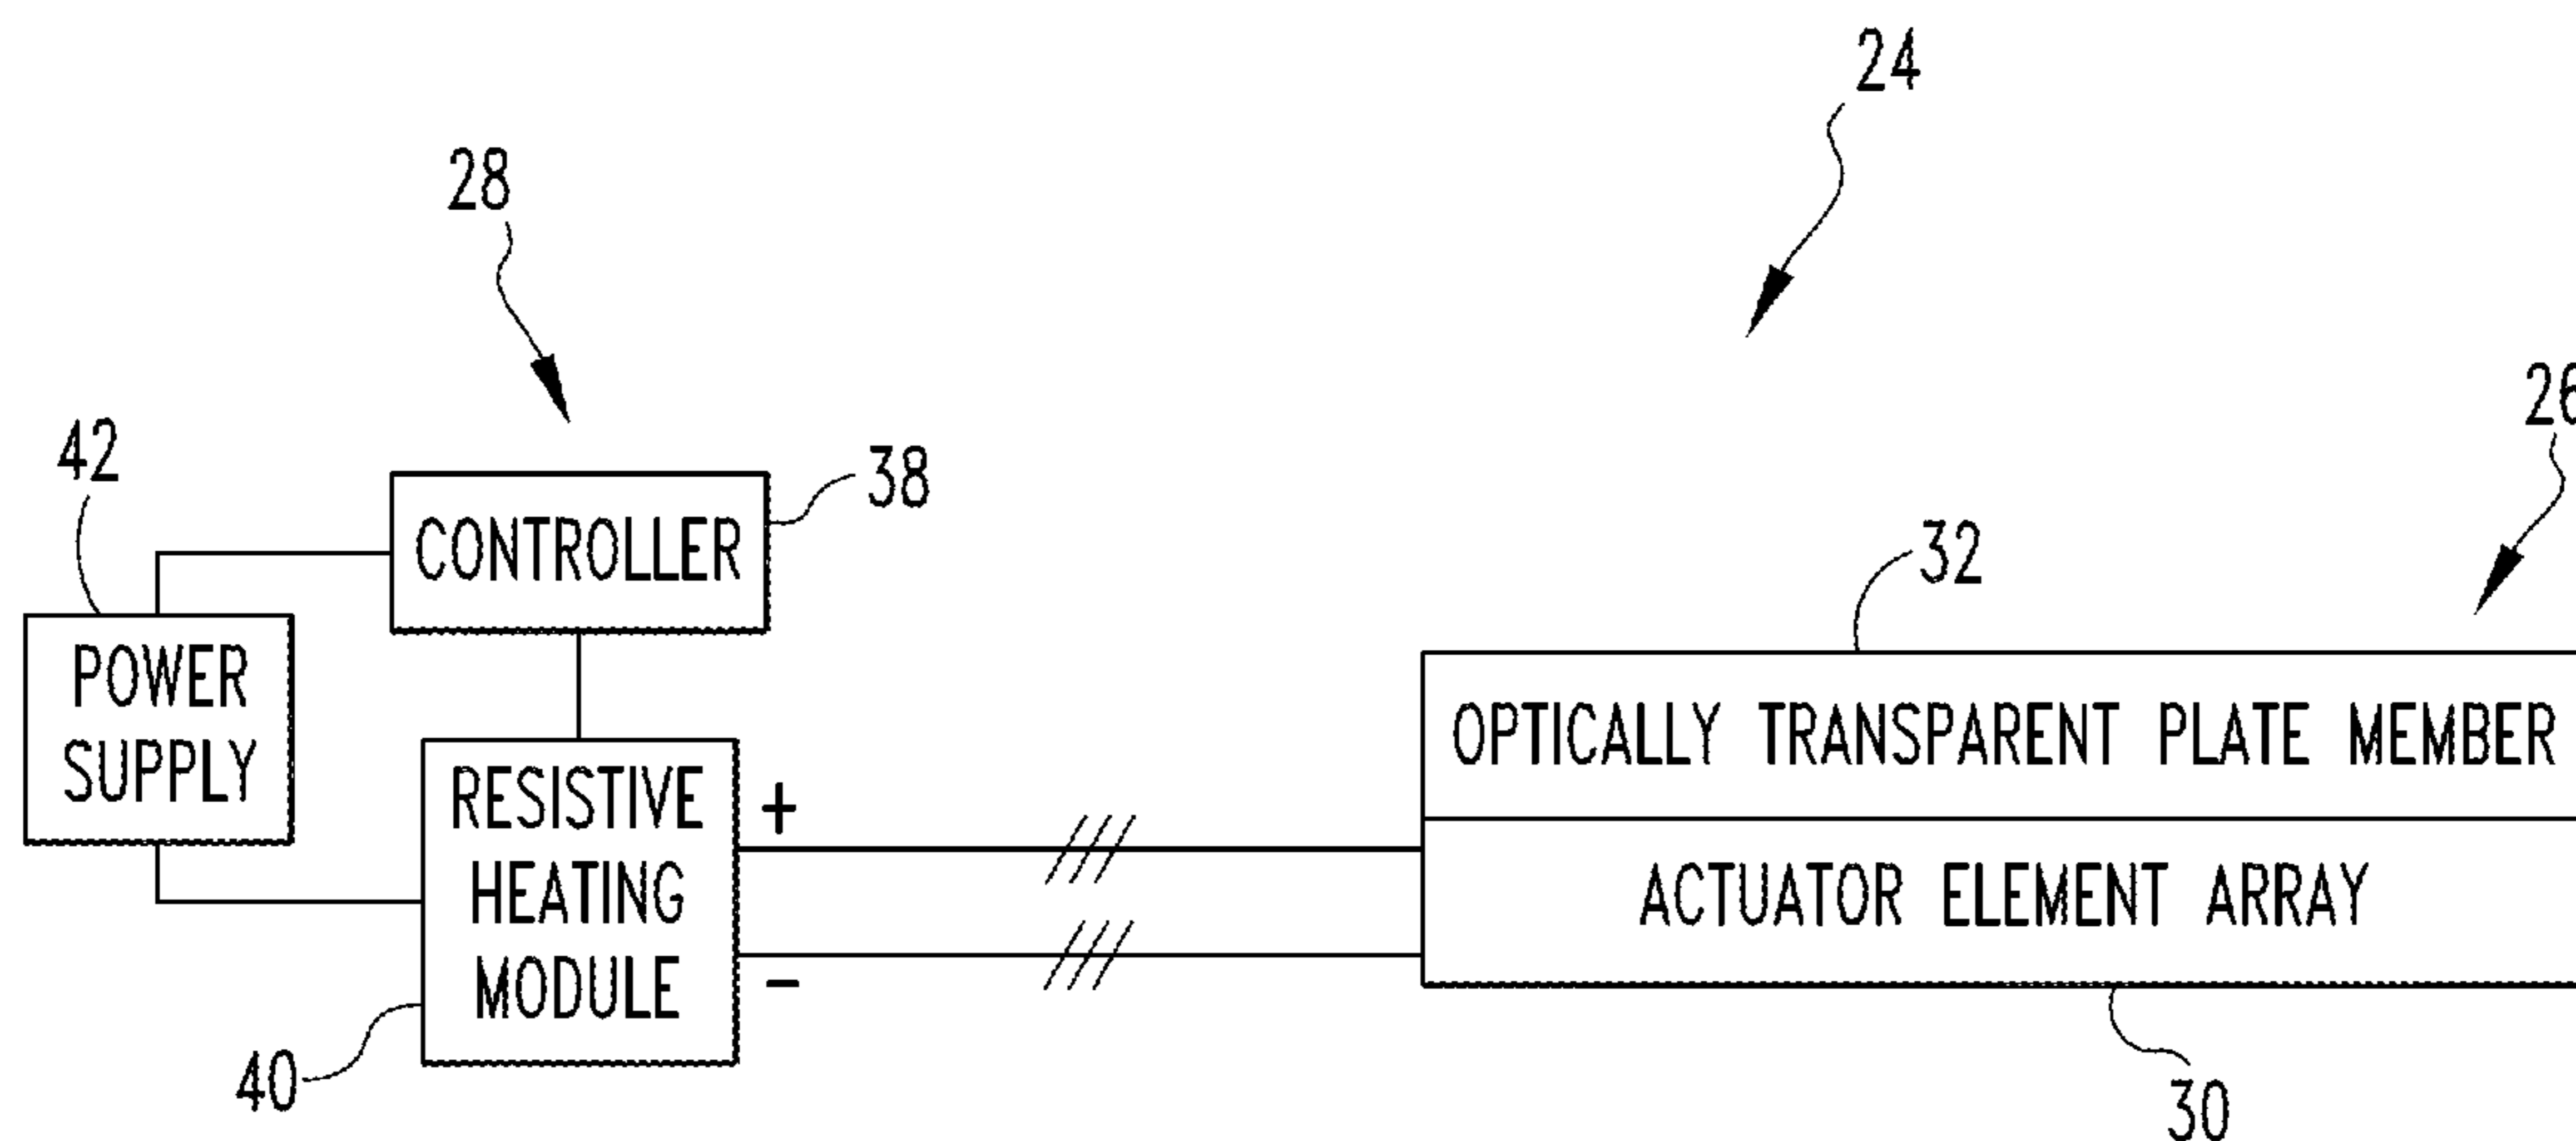 24
28
26
42
38
CONTROLLER
32
POWER
SUPPLY
OPTICALLY TRANSPARENT PLATE MEMBER
RESISTIVE
HEATING
MODULE
+
-
ACTUATOR ELEMENT ARRAY
40
30